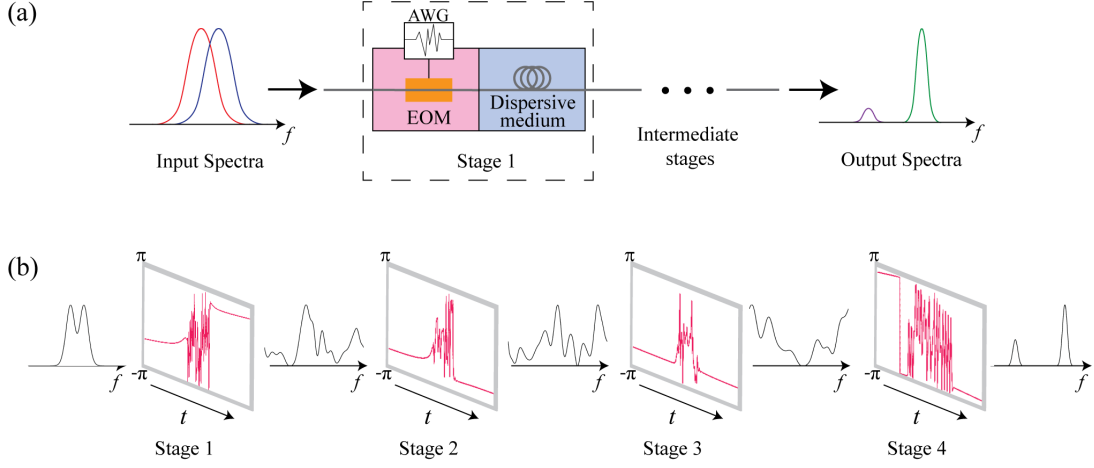 (a)
AWG
EOM
Dispersive
medium
f
Input Spectra
Stage 1
Intermediate
stages
f
Output Spectra
(b)
π
-π
t
f
Stage 1
π
-π
t
f
Stage 2
π
-π
t
f
Stage 3
π
-π
t
f
Stage 4
f